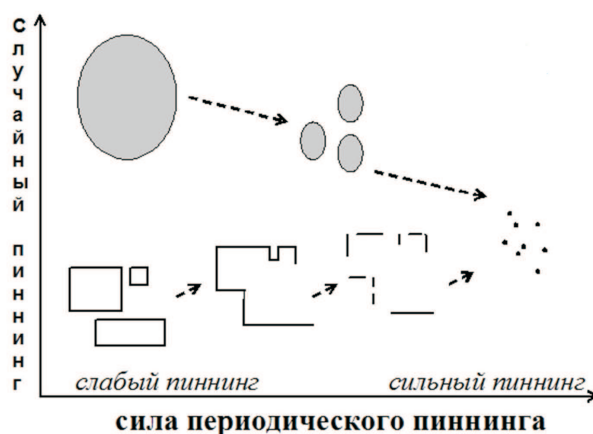 Случайный пиннинг
слабый пиннинг
сильный пиннинг
сила периодического пиннинга